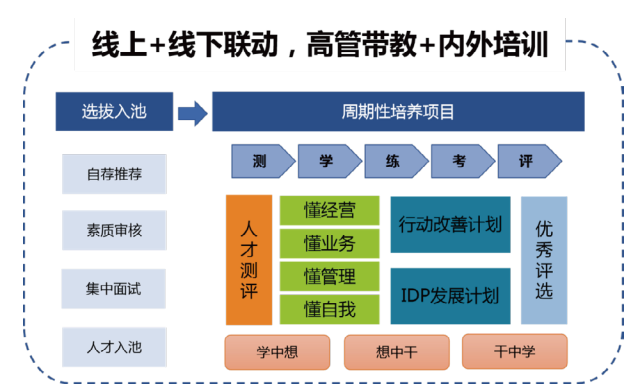 线上+线下联动，高管带教+内外培训
选拔入池
周期性培养项目
测
学
练
考
评
自荐推荐
素质审核
集中面试
人才入池
人才测评
懂经营
懂业务
懂管理
懂自我
行动改善计划
IDP发展计划
优秀评选
学中想
想中干
干中学